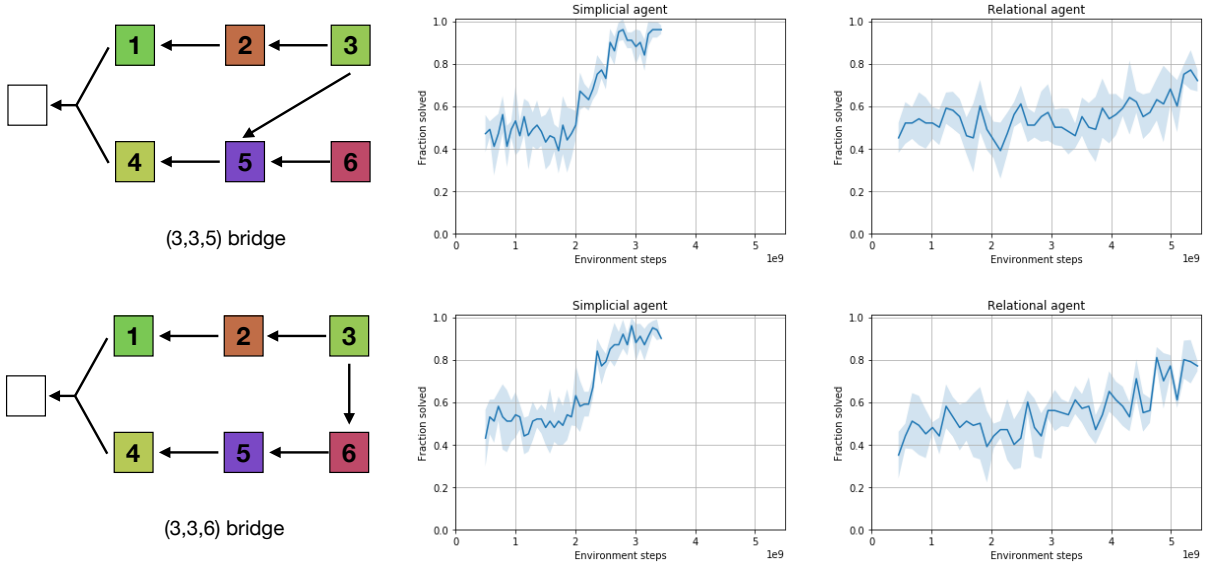 1 2 3
4 5 6
(3,3,5) bridge
Simplicial agent
Fraction solved
1.0
0.8
0.6
0.4
0.2
0.0
0 1 2 3 4 5
1e9
Environment steps
Relational agent
Fraction solved
1.0
0.8
0.6
0.4
0.2
0.0
0 1 2 3 4 5
1e9
Environment steps
1 2 3
4 5 6
(3,3,6) bridge
Simplicial agent
Fraction solved
1.0
0.8
0.6
0.4
0.2
0.0
0 1 2 3 4 5
1e9
Environment steps
Relational agent
Fraction solved
1.0
0.8
0.6
0.4
0.2
0.0
0 1 2 3 4 5
1e9
Environment steps